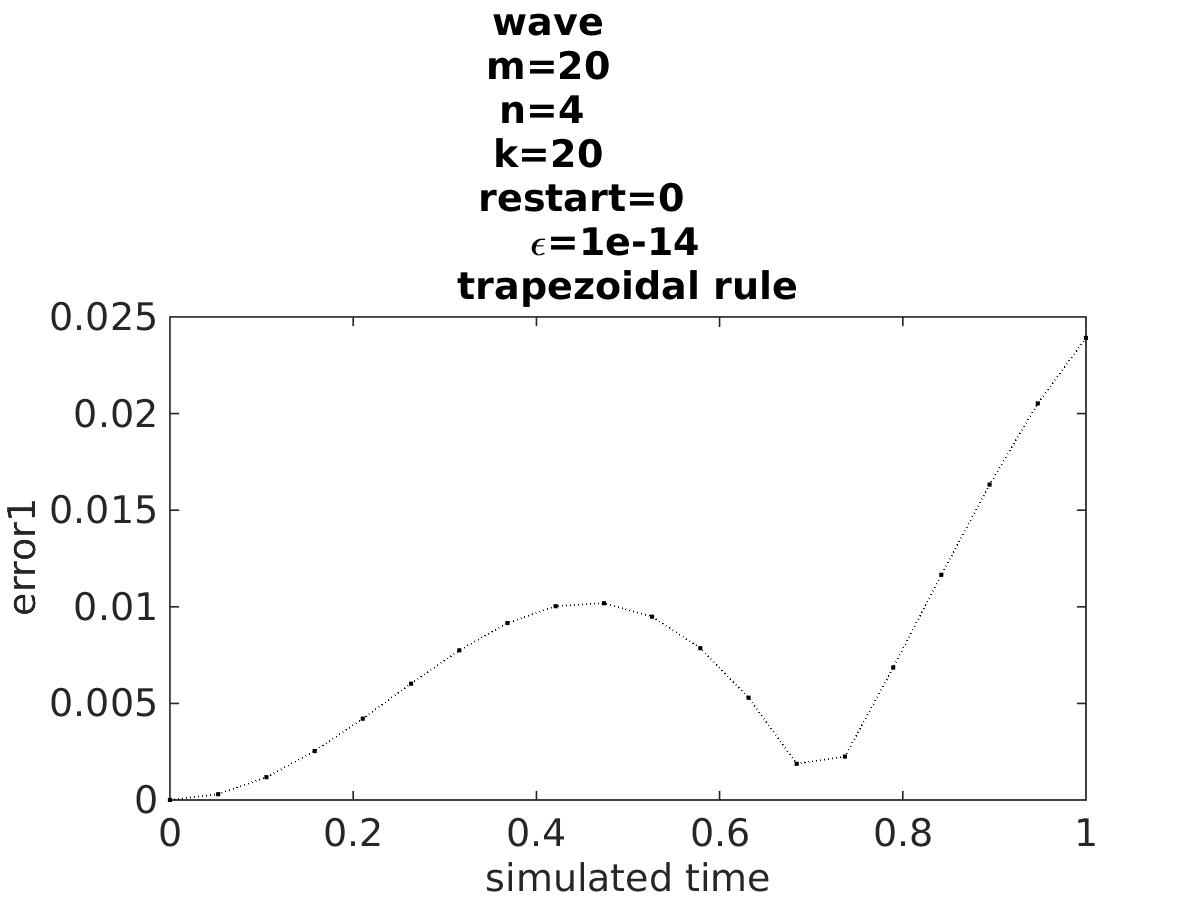 wave
m=20
n=4
k=20
restart=0
ϵ=1e-14
trapezoidal rule
0.025
0.02
0.015
0.01
0.005
0
error1
0 0.2 0.4 0.6 0.8 1
simulated time